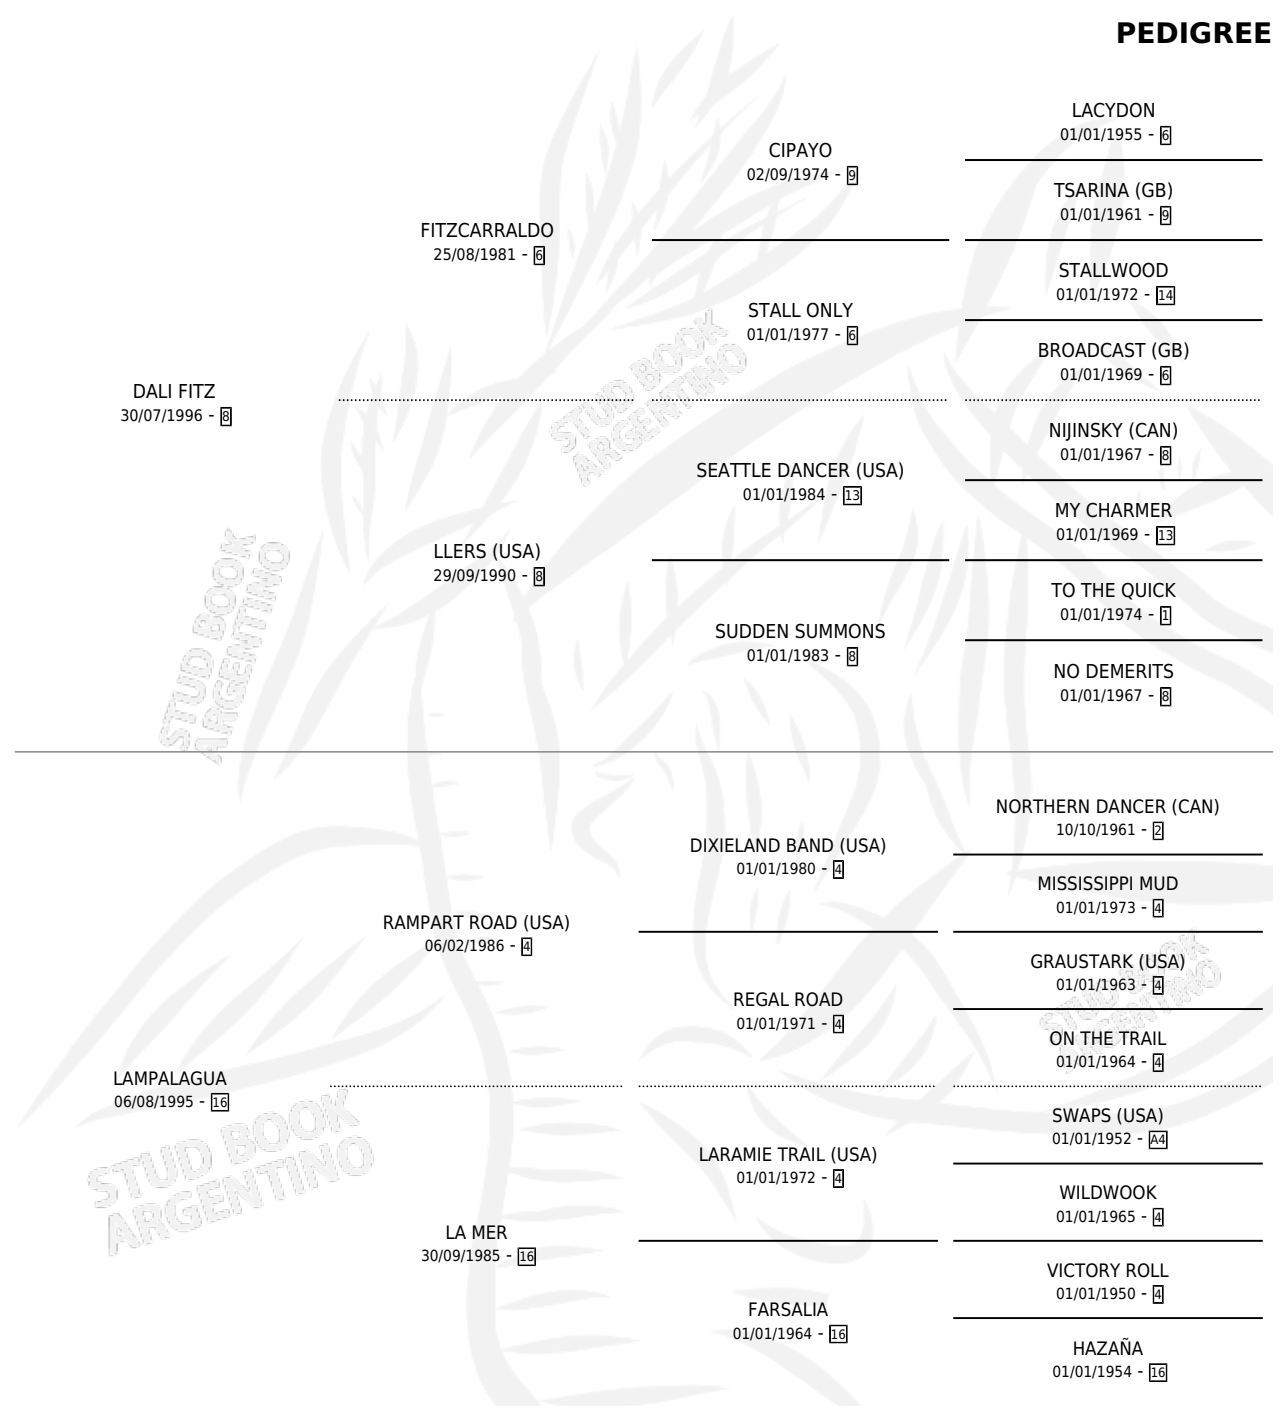 PEDIGREE
LACYDON
01/01/1955 - 6
CIPAYO
02/09/1974 - 9
TSARINA (GB)
01/01/1961 - 9
FITZCARRALDO
25/08/1981 - 6
STALLWOOD
01/01/1972 - 14
STALL ONLY
01/01/1977 - 6
BROADCAST (GB)
01/01/1969 - 6
DALI FITZ
30/07/1996 - 8
NIJINSKY (CAN)
01/01/1967 - 8
SEATTLE DANCER (USA)
01/01/1984 - 13
MY CHARMER
01/01/1969 - 13
LLERS (USA)
29/09/1990 - 8
TO THE QUICK
01/01/1974 - 1
SUDDEN SUMMONS
01/01/1983 - 8
NO DEMERITS
01/01/1967 - 8
NORTHERN DANCER (CAN)
10/10/1961 - 2
DIXIELAND BAND (USA)
01/01/1980 - 4
MISSISSIPPI MUD
01/01/1973 - 4
RAMPART ROAD (USA)
06/02/1986 - 4
GRAUSTARK (USA)
01/01/1963 - 4
REGAL ROAD
01/01/1971 - 4
ON THE TRAIL
01/01/1964 - 4
LAMPALAGUA
06/08/1995 - 16
SWAPS (USA)
01/01/1952 - A4
LARAMIE TRAIL (USA)
01/01/1972 - 4
WILDWOOK
01/01/1965 - 4
LA MER
30/09/1985 - 16
VICTORY ROLL
01/01/1950 - 4
FARSALIA
01/01/1964 - 16
HAZAÑA
01/01/1954 - 16
STUD BOOK
ARGENTINO
STUD BOOK
ARGENTINO
STUD BOOK
ARGENTINO
STUD BOOK
ARGENTINO